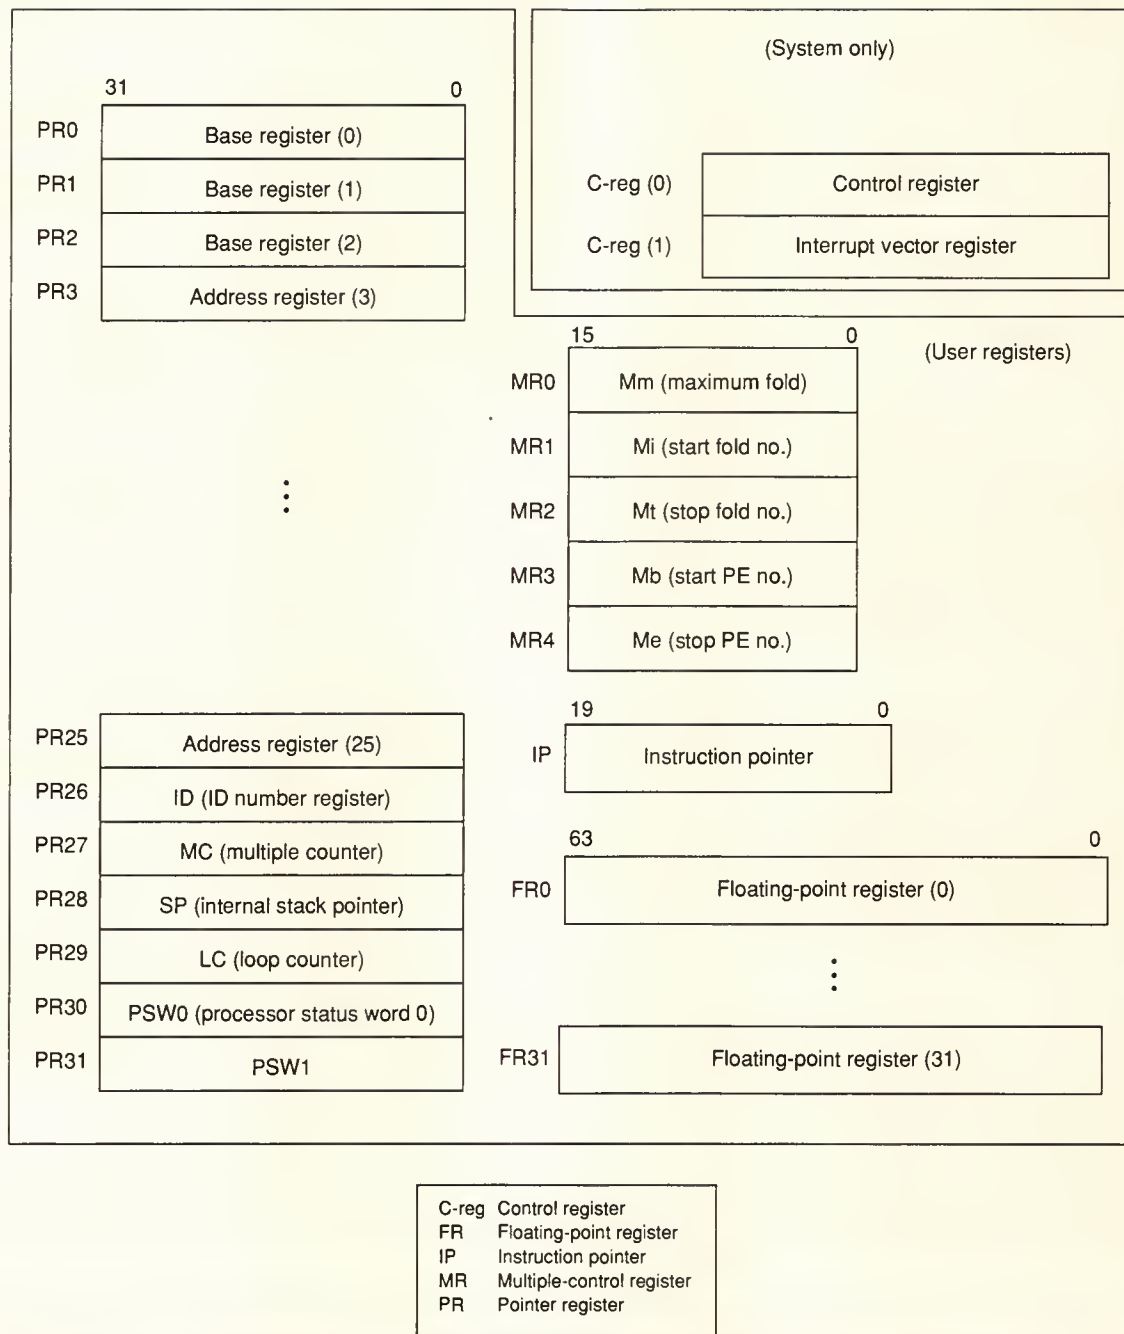 31 0
PR0 Base register (0)
PR1 Base register (1)
PR2 Base register (2)
PR3 Address register (3)
PR25 Address register (25)
PR26 ID (ID number register)
PR27 MC (multiple counter)
PR28 SP (internal stack pointer)
PR29 LC (loop counter)
PR30 PSW0 (processor status word 0)
PR31 PSW1
(System only)
C-reg (0) Control register
C-reg (1) Interrupt vector register
(User registers)
15 0
MR0 Mm (maximum fold)
MR1 Mi (start fold no.)
MR2 Mt (stop fold no.)
MR3 Mb (start PE no.)
MR4 Me (stop PE no.)
19 0
IP Instruction pointer
63 0
FR0 Floating-point register (0)
FR31 Floating-point register (31)
C-reg Control register
FR Floating-point register
IP Instruction pointer
MR Multiple-control register
PR Pointer register